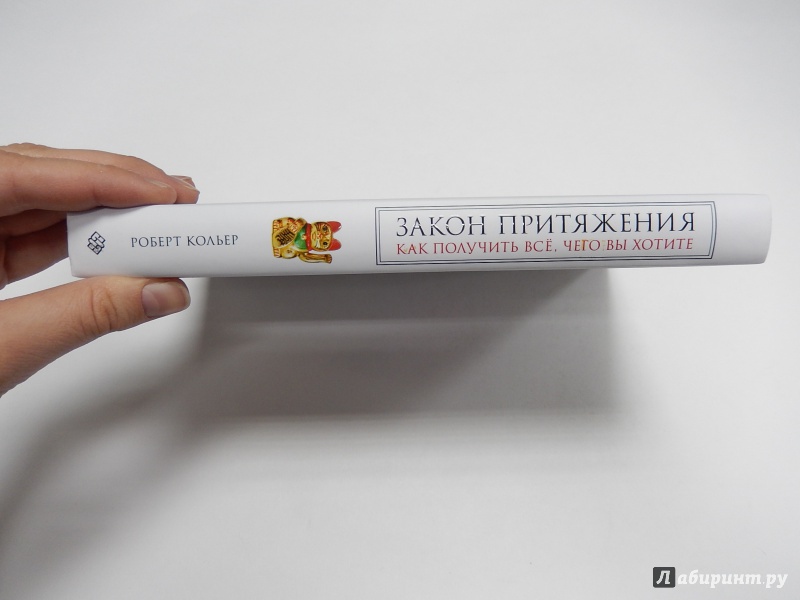 РОБЕРТ КОЛЬЕР
ЗАКОН ПРИТЯЖЕНИЯ
КАК ПОЛУЧИТЬ ВСЁ, ЧЕГО ВЫ ХОТИТЕ
Лабиринт.ру